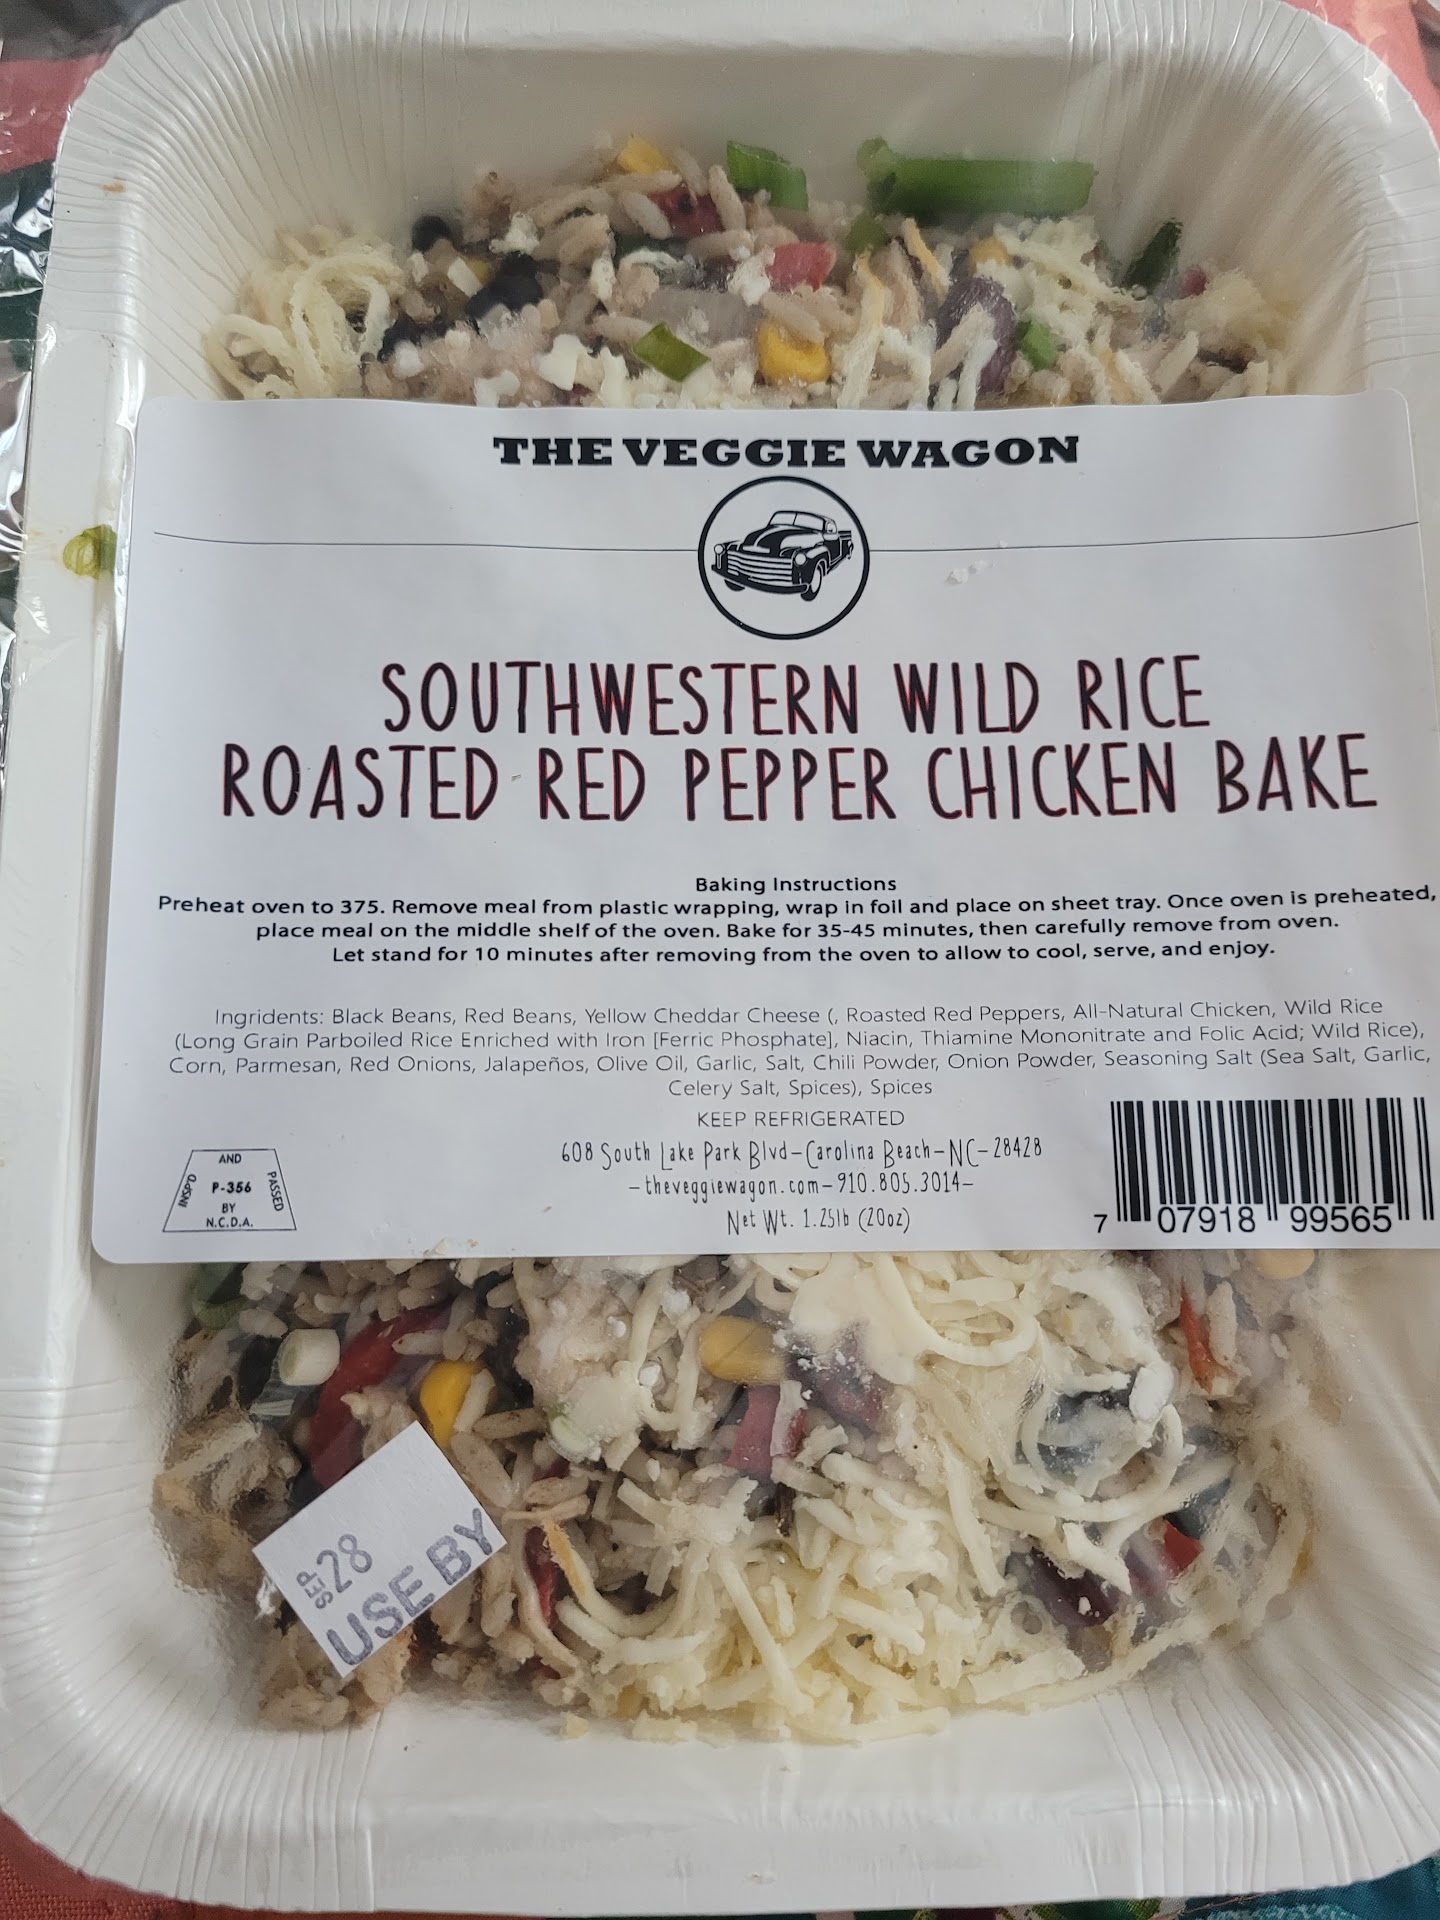 THE VEGGIE WAGON
SOUTHWESTERN WILD RICE
ROASTED RED PEPPER CHICKEN BAKE
Baking Instructions
Preheat oven to 375. Remove meal from plastic wrapping, wrap in foil and place on sheet tray. Once oven is preheated,
place meal on the middle shelf of the oven. Bake for 35-45 minutes, then carefully remove from oven.
Let stand for 10 minutes after removing from the oven to allow to cool, serve, and enjoy.
Ingridents: Black Beans, Red Beans, Yellow Cheddar Cheese (, Roasted Red Peppers, All-Natural Chicken, Wild Rice
(Long Grain Parboiled Rice Enriched with Iron [Ferric Phosphate], Niacin, Thiamine Mononitrate and Folic Acid; Wild Rice),
Corn, Parmesan, Red Onions, Jalapeños, Olive Oil, Garlic, Salt, Chili Powder, Onion Powder, Seasoning Salt (Sea Salt, Garlic,
Celery Salt, Spices), Spices
KEEP REFRIGERATED
608 South Lake Park Blvd-Carolina Beach-NC-28428
-theveggiewagon.com-910.805.3014-
Net Wt. 1.25lb (20oz)
INSP'D AND PASSED
P-356
BY
N.C.D.A.
7 07918 99565
SEP 28
USE BY